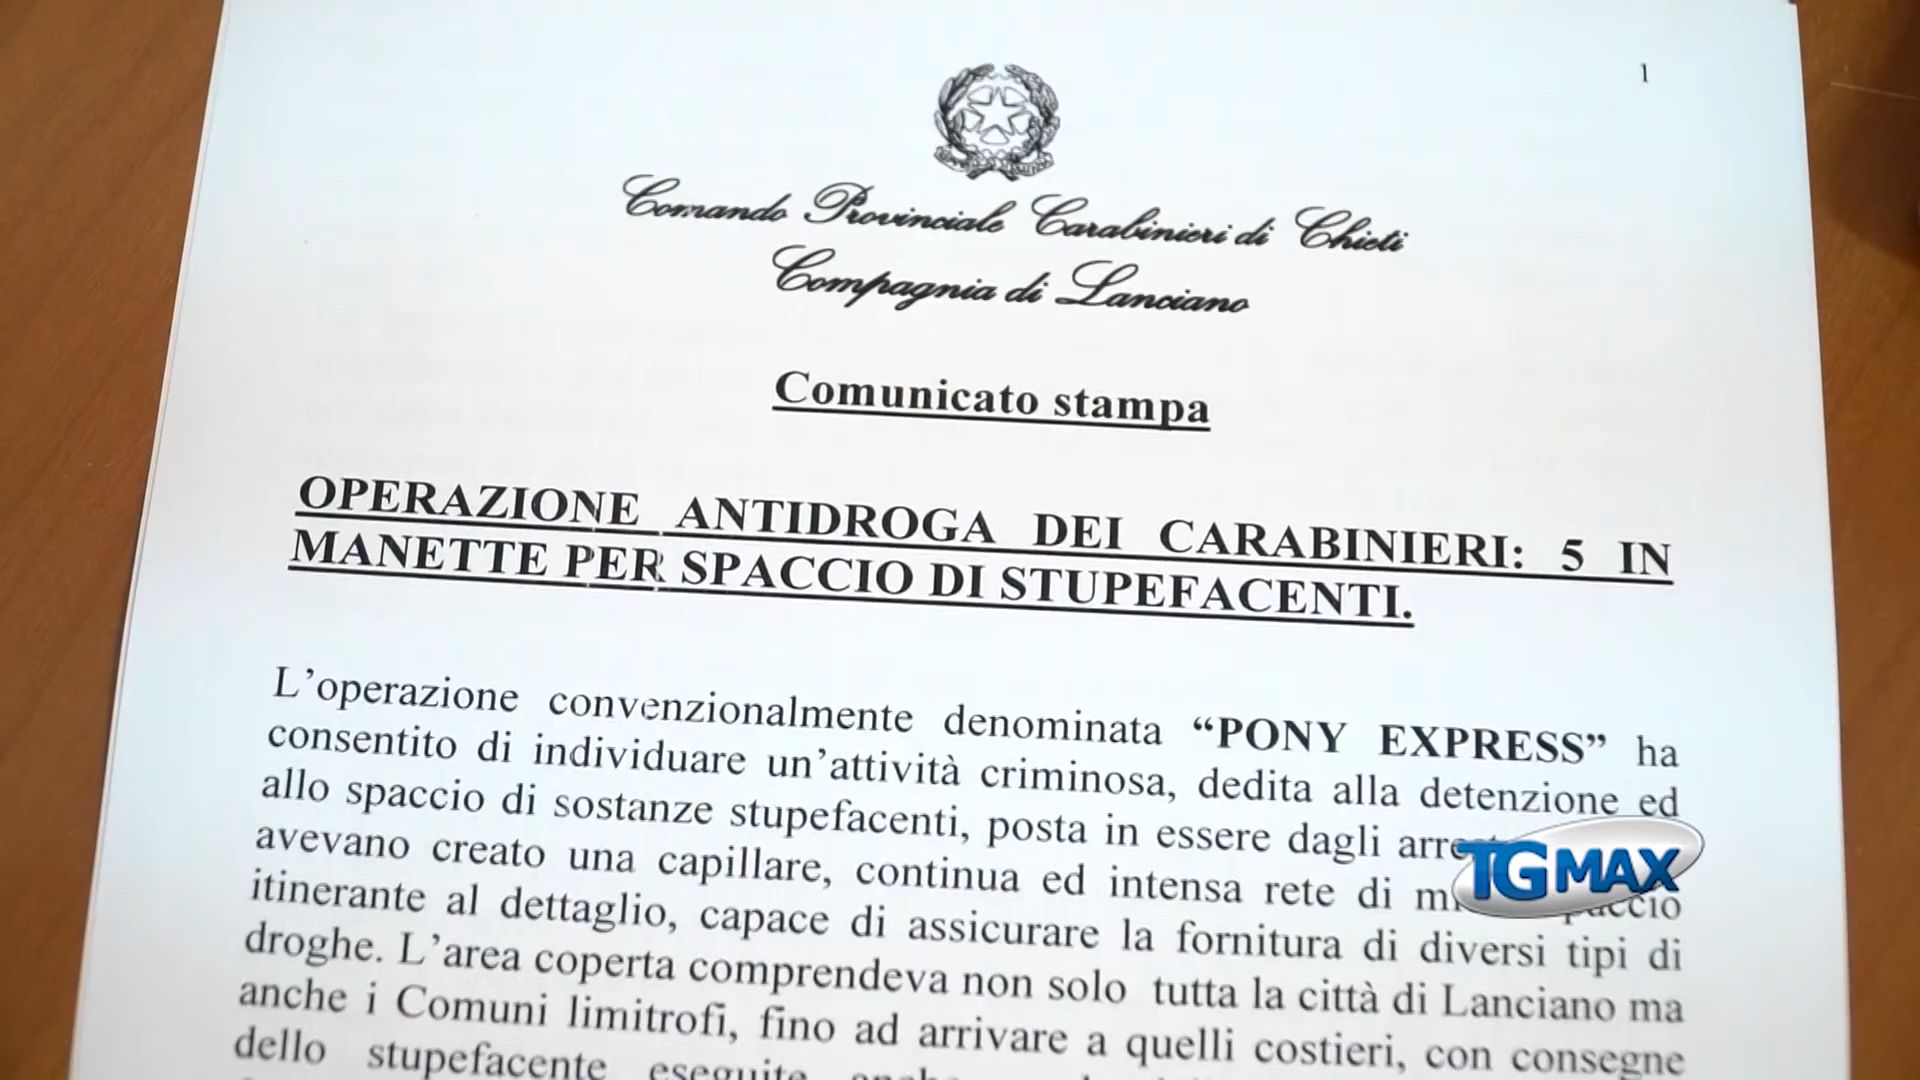 1
Comando Provinciale Carabinieri di Chieti
Compagnia di Lanciano
Comunicato stampa
OPERAZIONE ANTIDROGA DEI CARABINIERI: 5 IN
MANETTE PER SPACCIO DI STUPEFACENTI.
L’operazione convenzionalmente denominata “PONY EXPRESS” ha
consentito di individuare un’attività criminosa, dedita alla detenzione ed
allo spaccio di sostanze stupefacenti, posta in essere dagli
avevano creato una capillare, continua ed intensa rete di
itinerante al dettaglio, capace di assicurare la fornitura di diversi tipi di
droghe. L’area coperta comprendeva non solo tutta la città di Lanciano ma
anche i Comuni limitrofi, fino ad arrivare a quelli costieri, con consegne
dello stupefacente eseguite
TGMAX